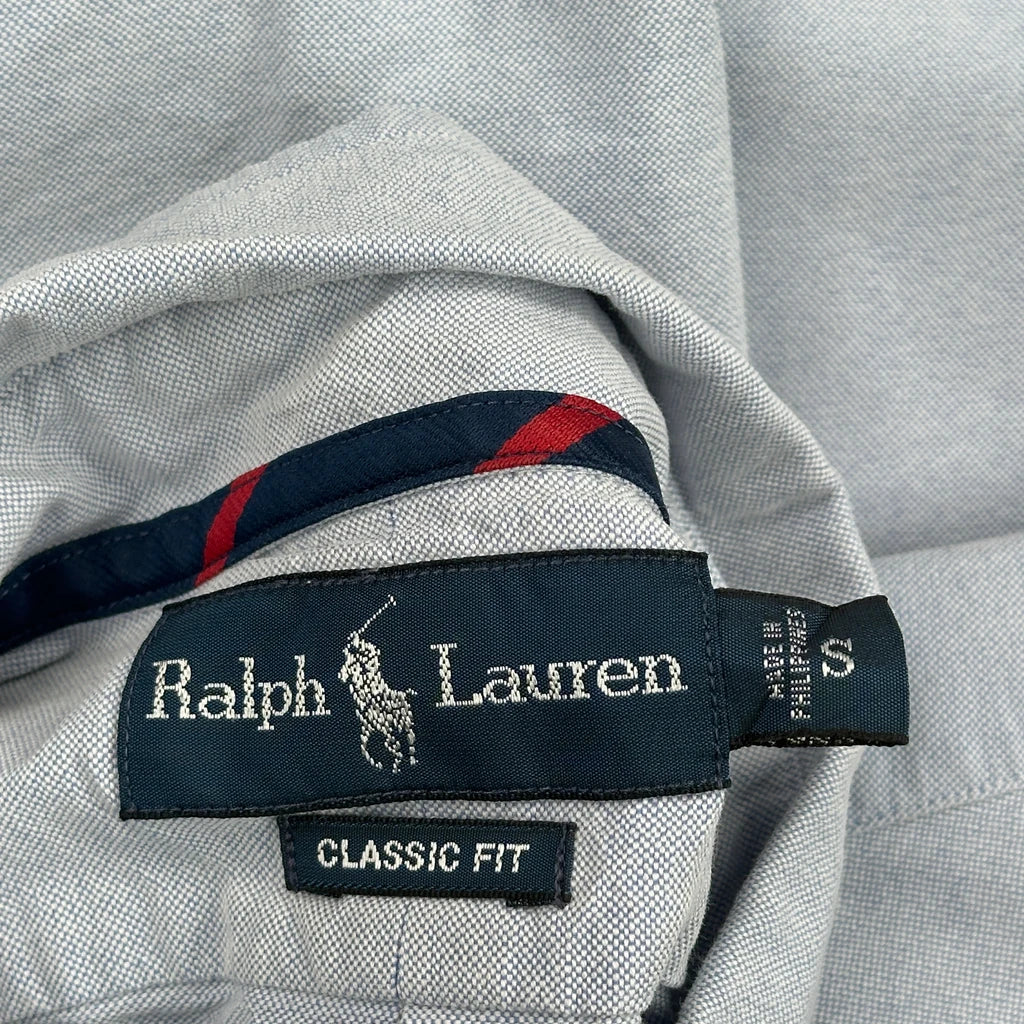 Ralph Lauren
MADE IN
PHILIPPINES
S
CLASSIC FIT